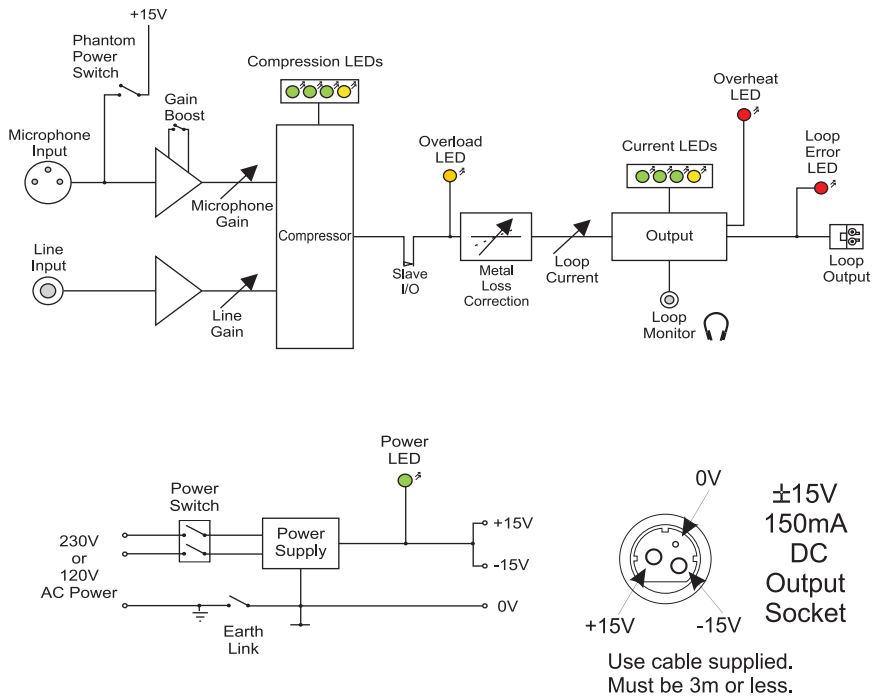 +15V
Phantom
Power
Switch
Compression LEDs
Gain
Boost
Microphone
Input
Microphone
Gain
Compressor
Line
Input
Line
Gain
Overload
LED
Slave
I/O
Metal
Loss
Correction
Loop
Current
Current LEDs
Output
Overheat
LED
Loop
Error
LED
Loop
Output
Loop
Monitor
Power
LED
Power
Switch
230V
or
120V
AC Power
Power
Supply
+15V
-15V
0V
Earth
Link
0V
+15V
-15V
±15V
150mA
DC
Output
Socket
Use cable supplied.
Must be 3m or less.